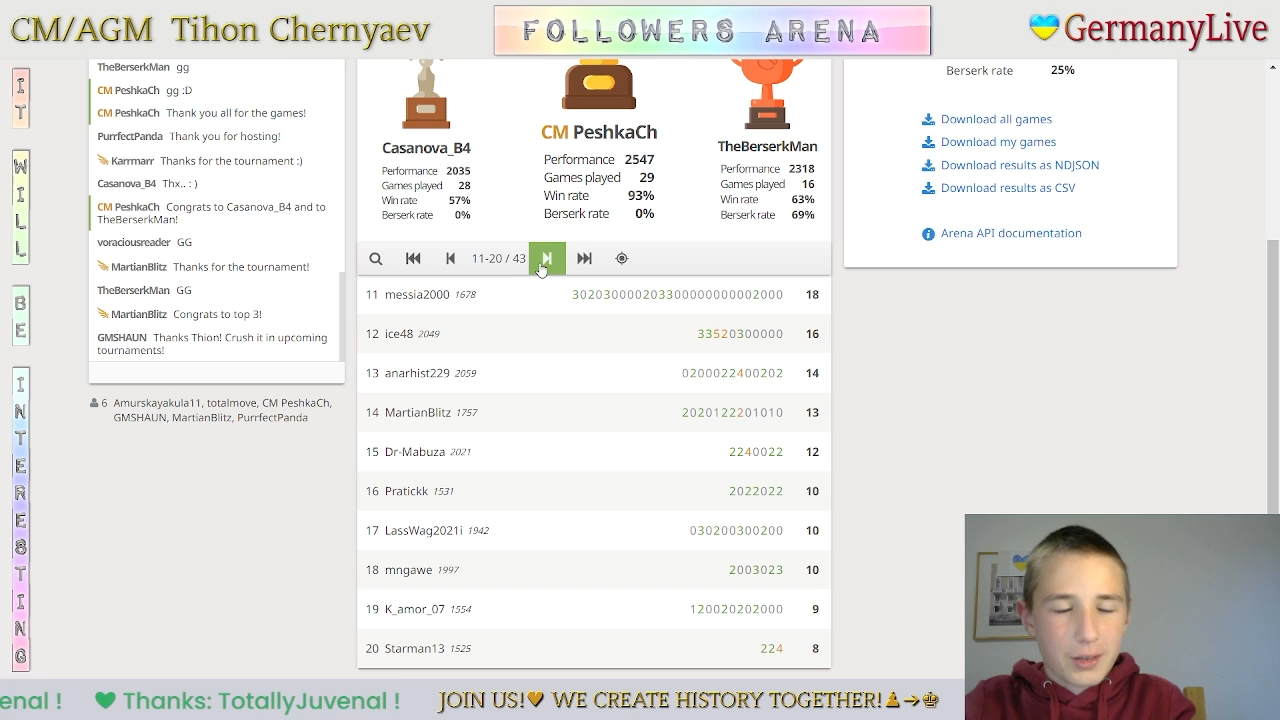 CM/AGM Tihon Chernyaev
FOLLOWERS ARENA
GermanyLive
IT
WILL
BE
INTERESTING
TheBerserkMan gg
CM PeshkaCh gg :D
CM PeshkaCh Thank you all for the games!
PurrfectPanda Thank you for hosting!
Karrmarr Thanks for the tournament :)
Casanova_B4 Thx.. : )
CM PeshkaCh Congrats to Casanova_B4 and to
TheBerserkMan!
voraciousreader GG
MartianBlitz Thanks for the tournament!
TheBerserkMan GG
MartianBlitz Congrats to top 3!
GMSHAUN Thanks Thion! Crush it in upcoming
tournaments!
6 Amurskayakula11, totalmove, CM PeshkaCh,
GMSHAUN, MartianBlitz, PurrfectPanda
Casanova_B4
Performance 2035
Games played 28
Win rate 57%
Berserk rate 0%
CM PeshkaCh
Performance 2547
Games played 29
Win rate 93%
Berserk rate 0%
TheBerserkMan
Performance 2318
Games played 16
Win rate 63%
Berserk rate 69%
11-20 / 43
11 messia2000 1678 3020300002033000000000002000 18
12 ice48 2049 33520300000 16
13 anarhist229 2059 0200022400202 14
14 MartianBlitz 1757 2020122201010 13
15 Dr-Mabuza 2021 2240022 12
16 Pratickk 1531 2022022 10
17 LassWag2021i 1942 030200300200 10
18 mngawe 1997 2003023 10
19 K_amor_07 1554 120020202000 9
20 Starman13 1525 224 8
Berserk rate 25%
Download all games
Download my games
Download results as NDJSON
Download results as CSV
Arena API documentation
enal ! Thanks: TotallyJuvenal ! JOIN US! WE CREATE HISTORY TOGETHER!